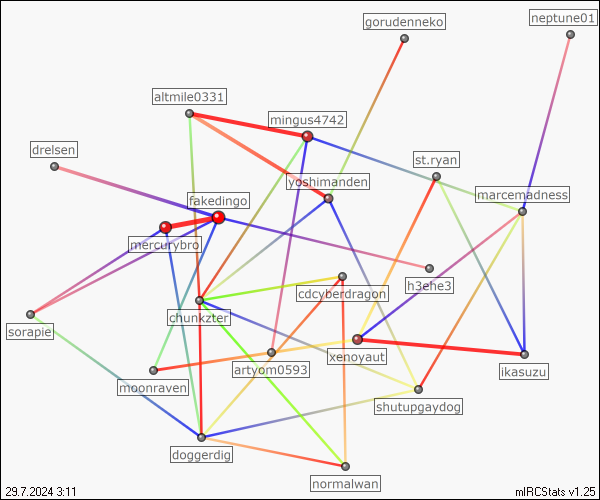 neptune01
gorudenneko
altmile0331
mingus4742
drelsen
st.ryan
yoshimanden
marcemadness
fakedingo
mercurybro
h3ehe3
cdcyberdragon
chunkzter
sorapie
xenoyaut
artyom0593
ikasuzu
moonraven
shutupgaydog
doggerdig
normalwan
29.7.2024 3:11
mIRCStats v1.25